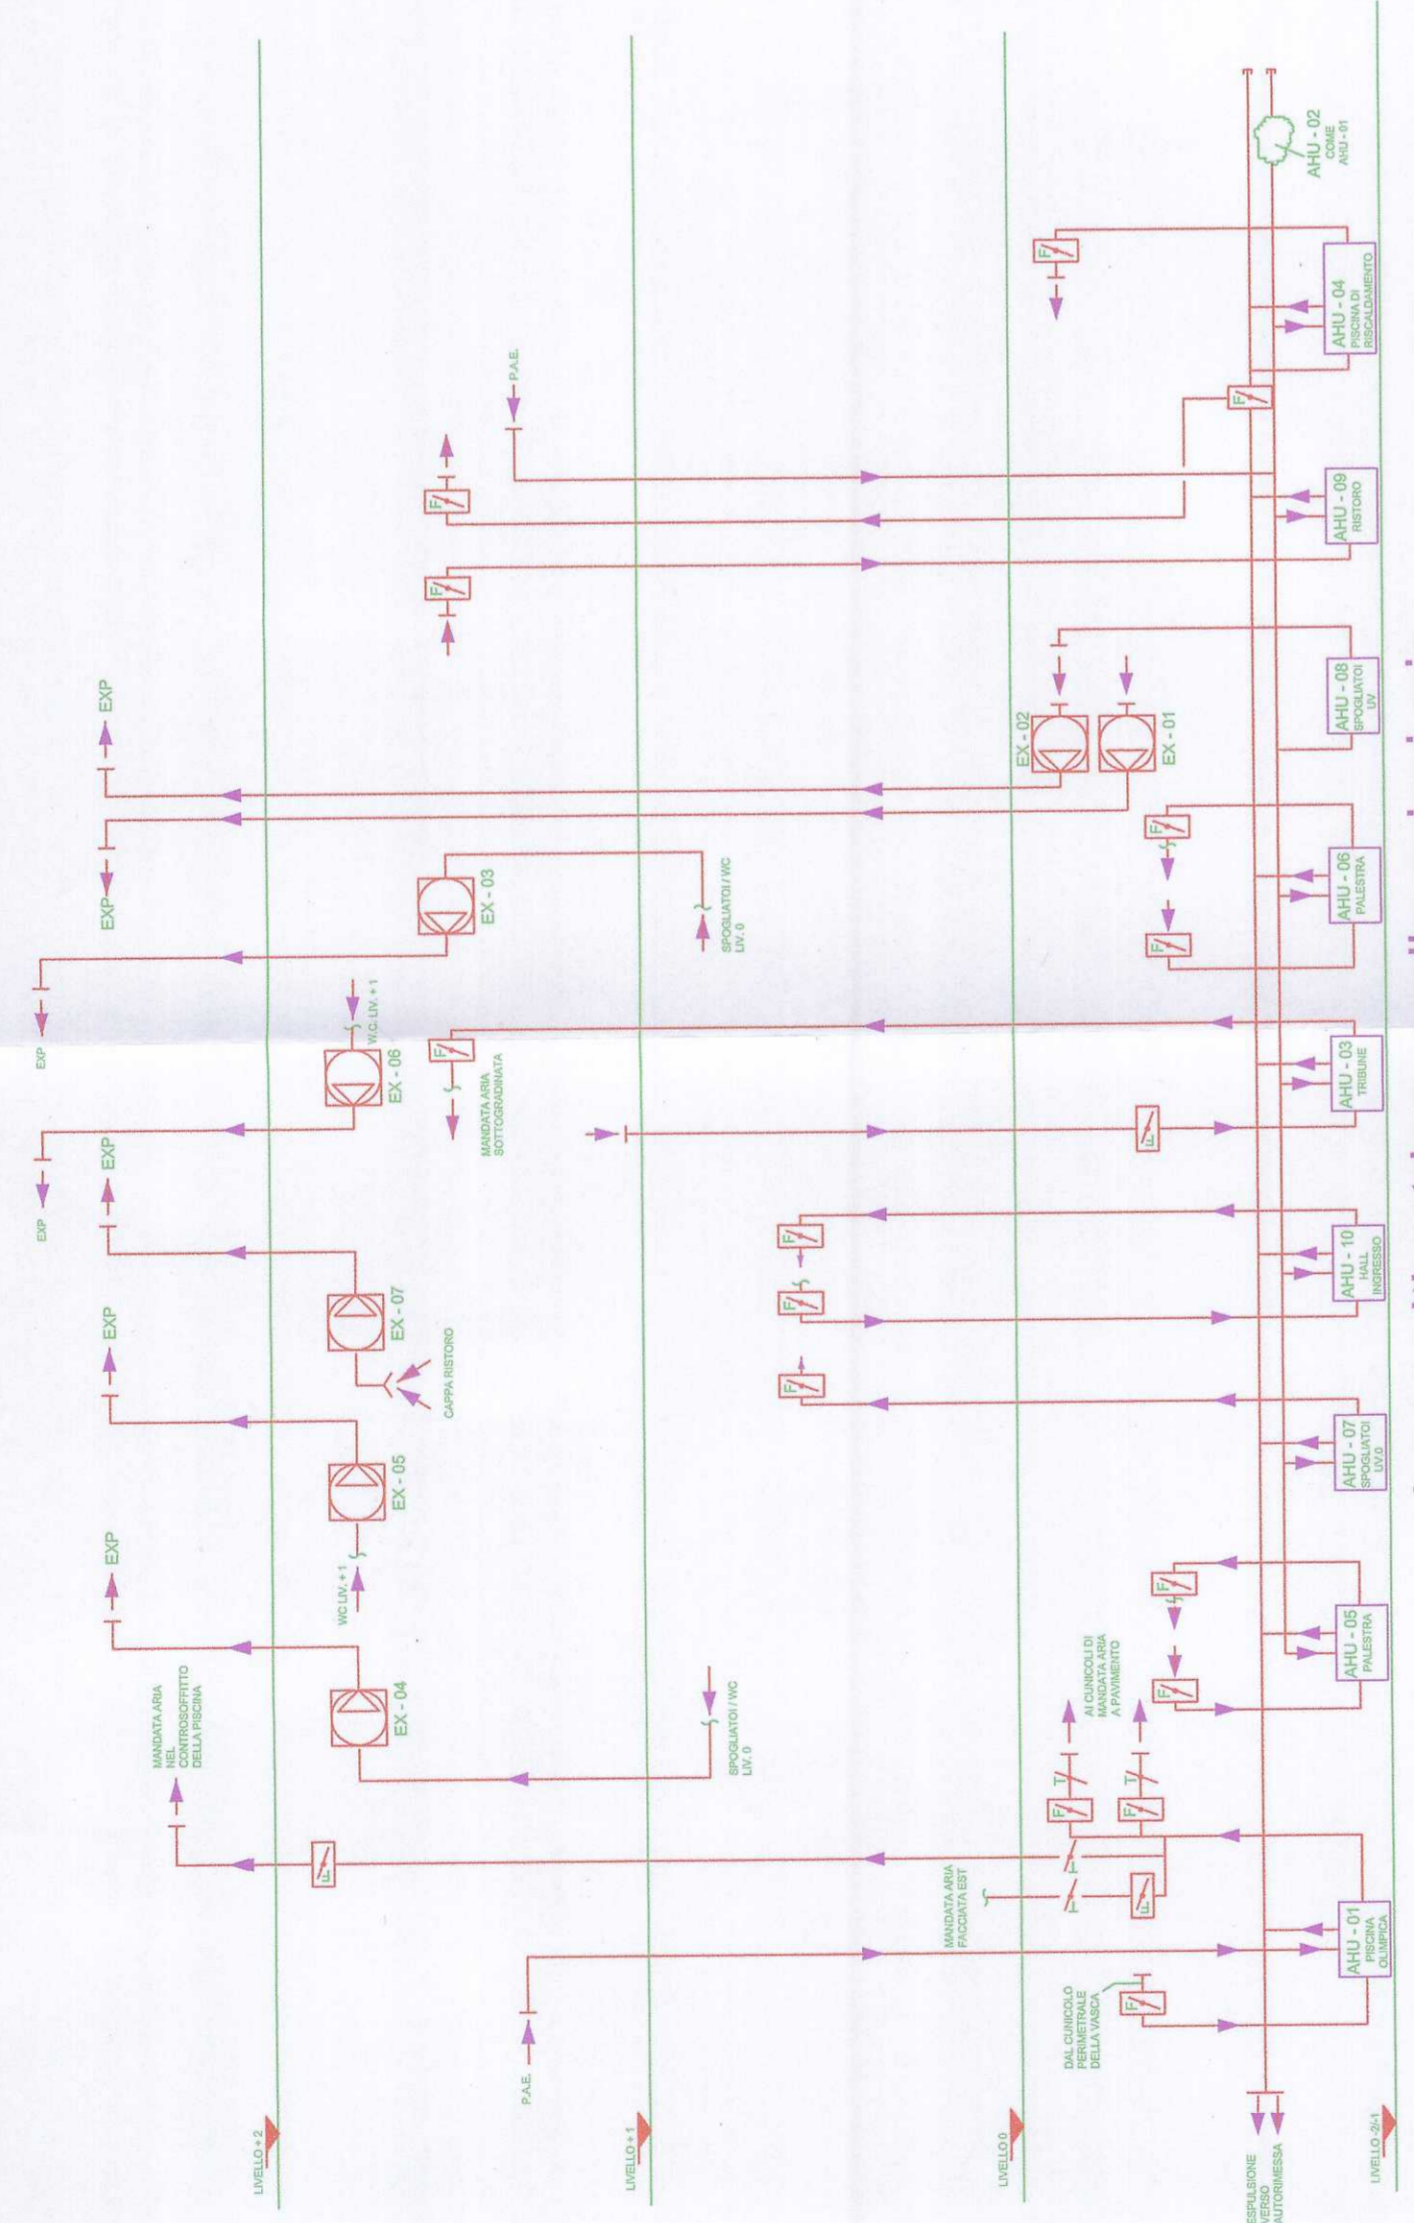 LIVELLO + 2
LIVELLO + 1
LIVELLO 0
LIVELLO -2/-1
ESPULSIONE
VERSO
AUTORIMESSA
P.A.E.
MANDATA ARIA
NEL
CONTROSOFFITTO
DELLA PISCINA
EXP
EX - 04
SPOGLIATOI / WC
LIV. 0
WC LIV. + 1
EXP
EX - 05
EXP
EX - 07
CAPPA RISTORO
EXP
EX - 06
W.C. LIV. + 1
EXP
EX - 03
SPOGLIATOI / WC
LIV. 0
MANDATA ARIA
SOTTOGRADINATA
F
EXP
EXP
EX - 02
EX - 01
F
F
P.A.E.
F
F
F
F
F
F
F
MANDATA ARIA
FACCIATA EST
T
T
F
F
F
T
T
AI CUNICOLI DI
MANDATA ARIA
A PAVIMENTO
DAL CUNICOLO
PERIMETRALE
DELLA VASCA
F
F
F
F
F
F
AHU - 01
PISCINA
OLIMPICA
AHU - 05
PALESTRA
AHU - 07
SPOGLIATOI
LIV.0
AHU - 10
HALL
INGRESSO
AHU - 03
TRIBUNE
AHU - 06
PALESTRA
AHU - 08
SPOGLIATOI
LIV
AHU - 09
RISTORO
AHU - 04
PISCINA DI
RISCALDAMENTO
AHU - 02
COME
AHU - 01